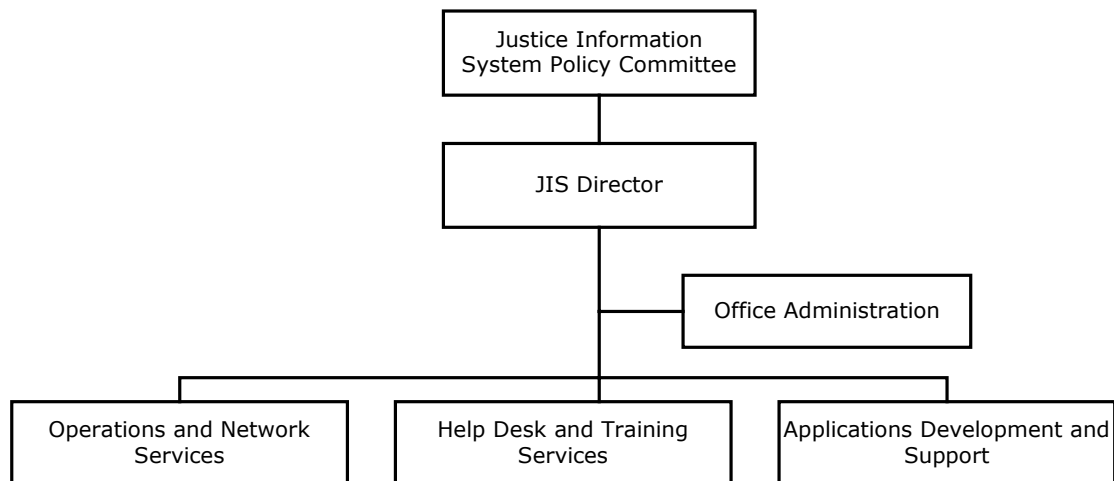 Justice Information
System Policy Committee
JIS Director
Office Administration
Operations and Network
Services
Help Desk and Training
Services
Applications Development and
Support